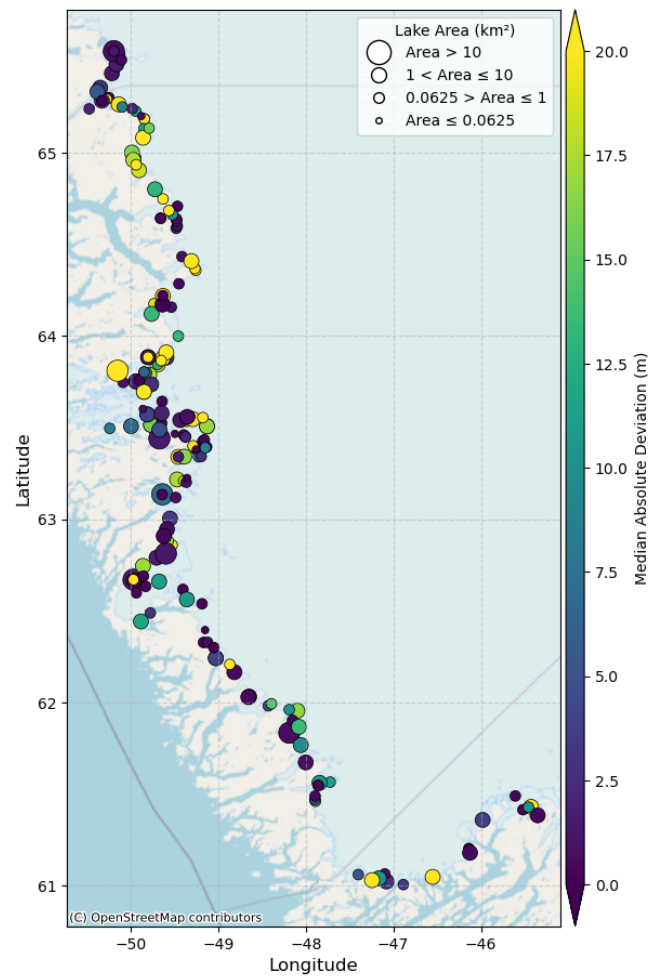 Lake Area (km²)
Area > 10
1 < Area ≤ 10
0.0625 > Area ≤ 1
Area ≤ 0.0625
65
64
63
62
61
Latitude
−50
−49
−48
−47
−46
Longitude
(C) OpenStreetMap contributors
20.0
17.5
15.0
12.5
10.0
7.5
5.0
2.5
0.0
Median Absolute Deviation (m)